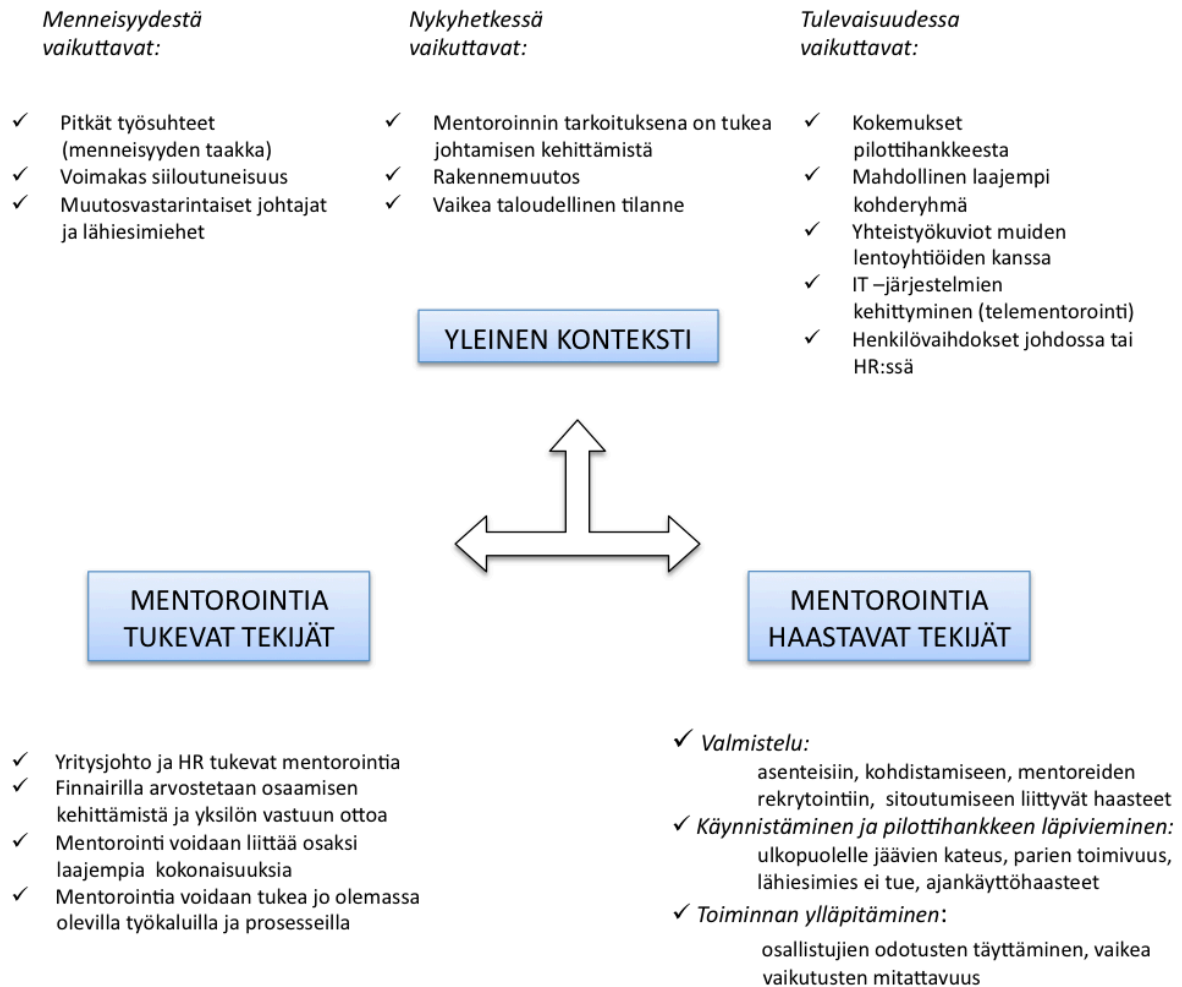 Menneisyydestä
vaikuttavat:
✓ Pitkät työsuhteet
(menneisyyden taakka)
✓ Voimakas siiloutuneisuus
✓ Muutosvastarintaiset johtajat
ja lähiesimiehet
Nykyhetkessä
vaikuttavat:
✓ Mentoroinnin tarkoituksena on tukea
johtamisen kehittämistä
✓ Rakennemuutos
✓ Vaikea taloudellinen tilanne
Tulevaisuudessa
vaikuttavat:
✓ Kokemukset
pilottihankkeesta
✓ Mahdollinen laajempi
kohderyhmä
✓ Yhteistyökuviot muiden
lentoyhtiöiden kanssa
✓ IT –järjestelmien
kehittyminen (telementorointi)
✓ Henkilövaihdokset johdossa tai
HR:ssä
YLEINEN KONTEKSTI
MENTOROINTIA
TUKEVAT TEKIJÄT
✓ Yritysjohto ja HR tukevat mentorointia
✓ Finnairilla arvostetaan osaamisen
kehittämistä ja yksilön vastuun ottoa
✓ Mentorointi voidaan liittää osaksi
laajempia kokonaisuuksia
✓ Mentorointia voidaan tukea jo olemassa
olevilla työkaluilla ja prosesseilla
MENTOROINTIA
HAASTAVAT TEKIJÄT
✓ Valmistelu:
asenteisiin, kohdistamiseen, mentoreiden
rekrytointiin, sitoutumiseen liittyvät haasteet
✓ Käynnistäminen ja pilottihankkeen läpivieminen:
ulkopuolelle jäävien kateus, parien toimivuus,
lähiesimies ei tue, ajankäyttöhaasteet
✓ Toiminnan ylläpitäminen:
osallistujien odotusten täyttäminen, vaikea
vaikutusten mitattavuus